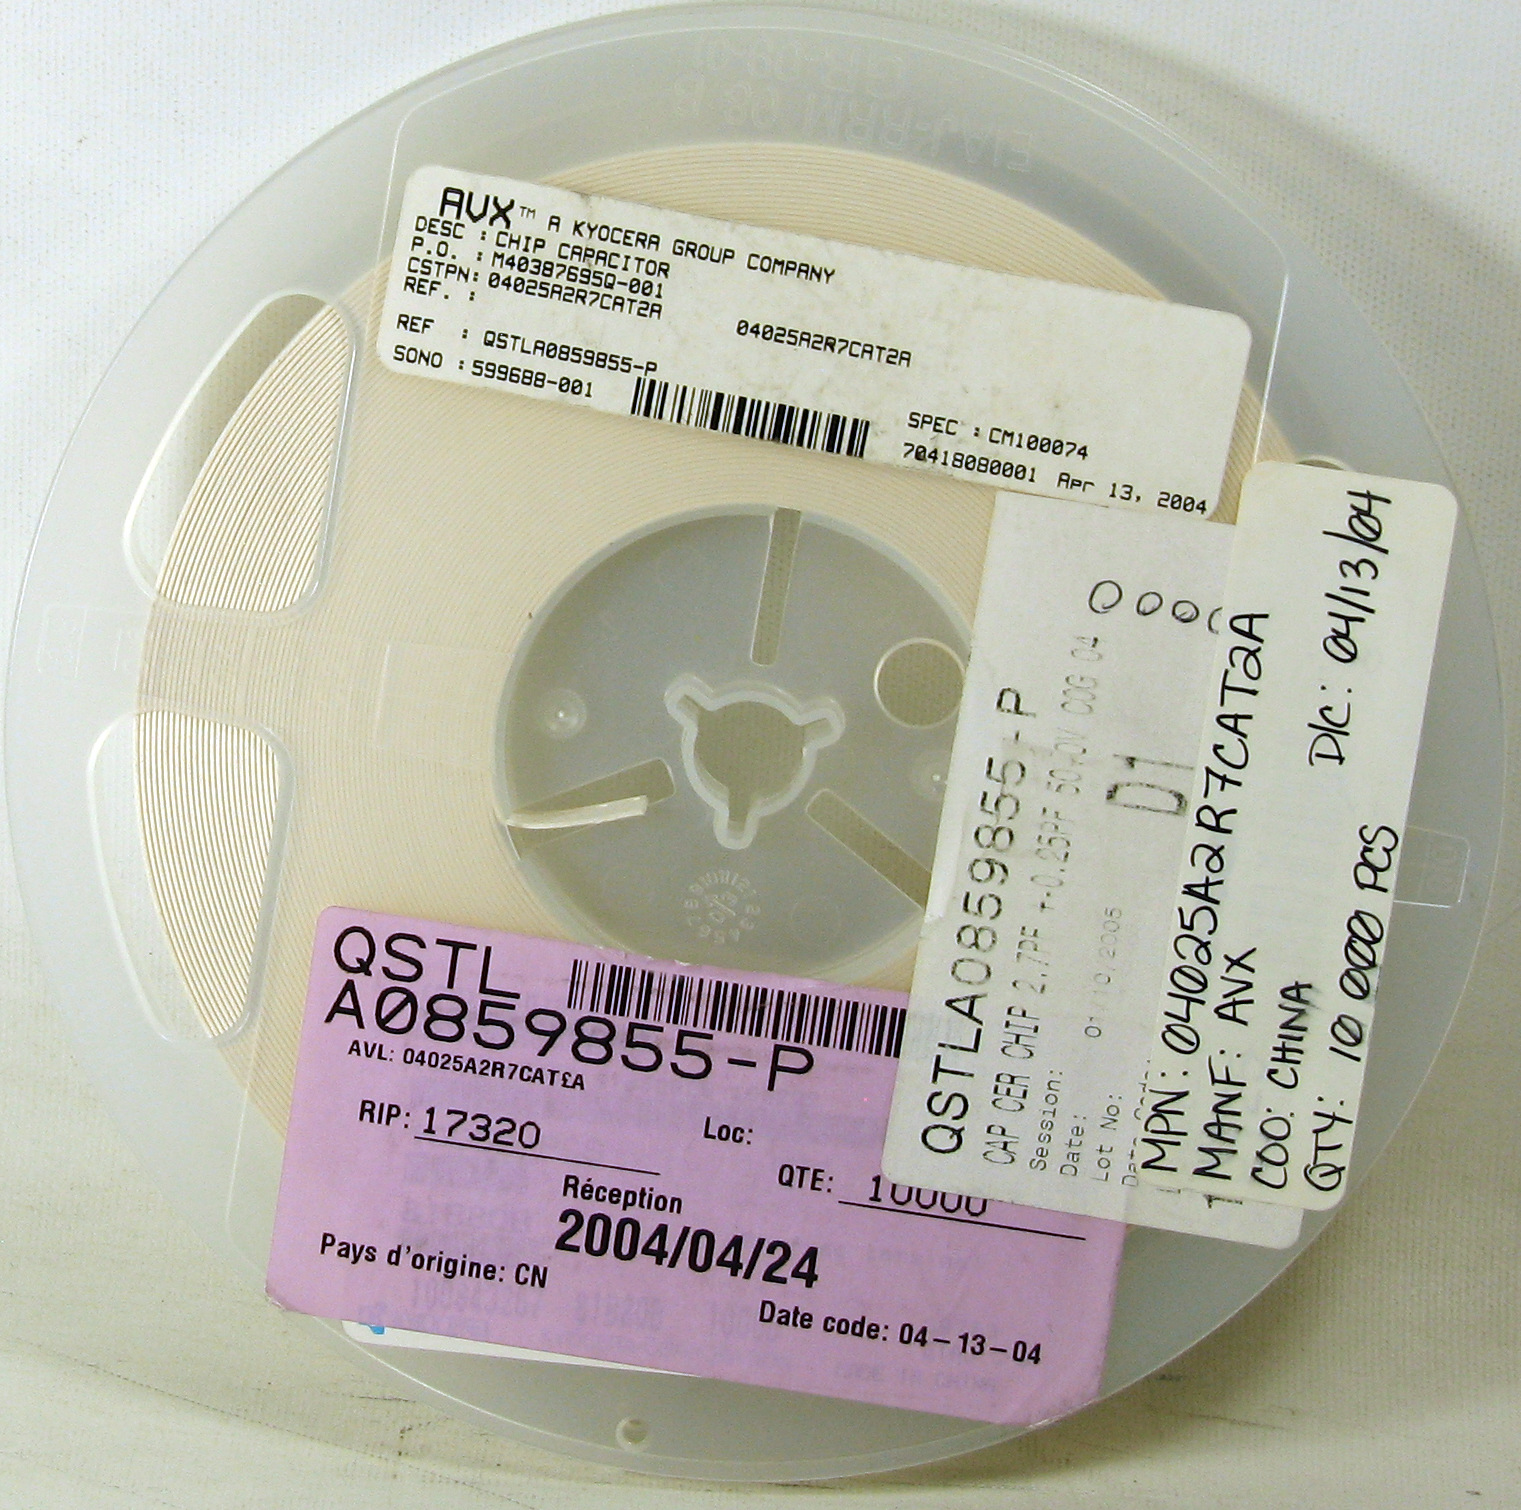 AVX™ A KYOCERA GROUP COMPANY
DESC : CHIP CAPACITOR
P.O. : M40387695Q-001
CSTPN: 04025A2R7CAT2A
REF. :
04025A2R7CAT2A
REF : QSTLA0859855-P
SONO : 599688-001
SPEC : CM100074
70418080001 Apr 13, 2004
QSTLA0859855-P
CAP CER CHIP 2.7PF +-0.25PF 50 COG 04
Session:
Date: 01
Lot No:
D1
MPN: 04025A2R7CAT2A
MANF: AVX
COO: CHINA
D/C: 04/13/04
QTY: 10 000 PCS
QSTL
A0859855-P
AVL: 04025A2R7CAT£A
RIP: 17320
Loc:
QTE: 10000
Réception
2004/04/24
Pays d'origine: CN
Date code: 04-13-04